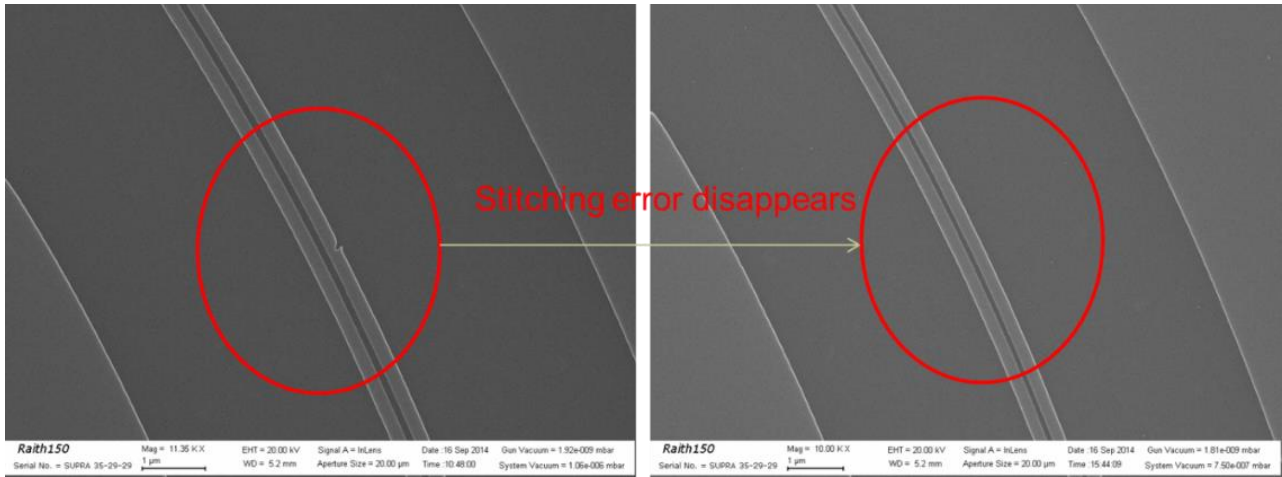 Stitching error disappears
Raith150
Mag = 11.35 K X
1 µm
EHT = 20.00 kV
WD = 5.2 mm
Signal A = InLens
Aperture Size = 20.00 µm
Date :16 Sep 2014
Time :10:48:00
Gun Vacuum = 1.92e-009 mbar
System Vacuum = 1.06e-006 mbar
Serial No. = SUPRA 35-29-29
Raith150
Mag = 10.00 K X
1 µm
EHT = 20.00 kV
WD = 5.2 mm
Signal A = InLens
Aperture Size = 20.00 µm
Date :16 Sep 2014
Time :15:44:09
Gun Vacuum = 1.81e-009 mbar
System Vacuum = 7.50e-007 mbar
Serial No. = SUPRA 35-29-29